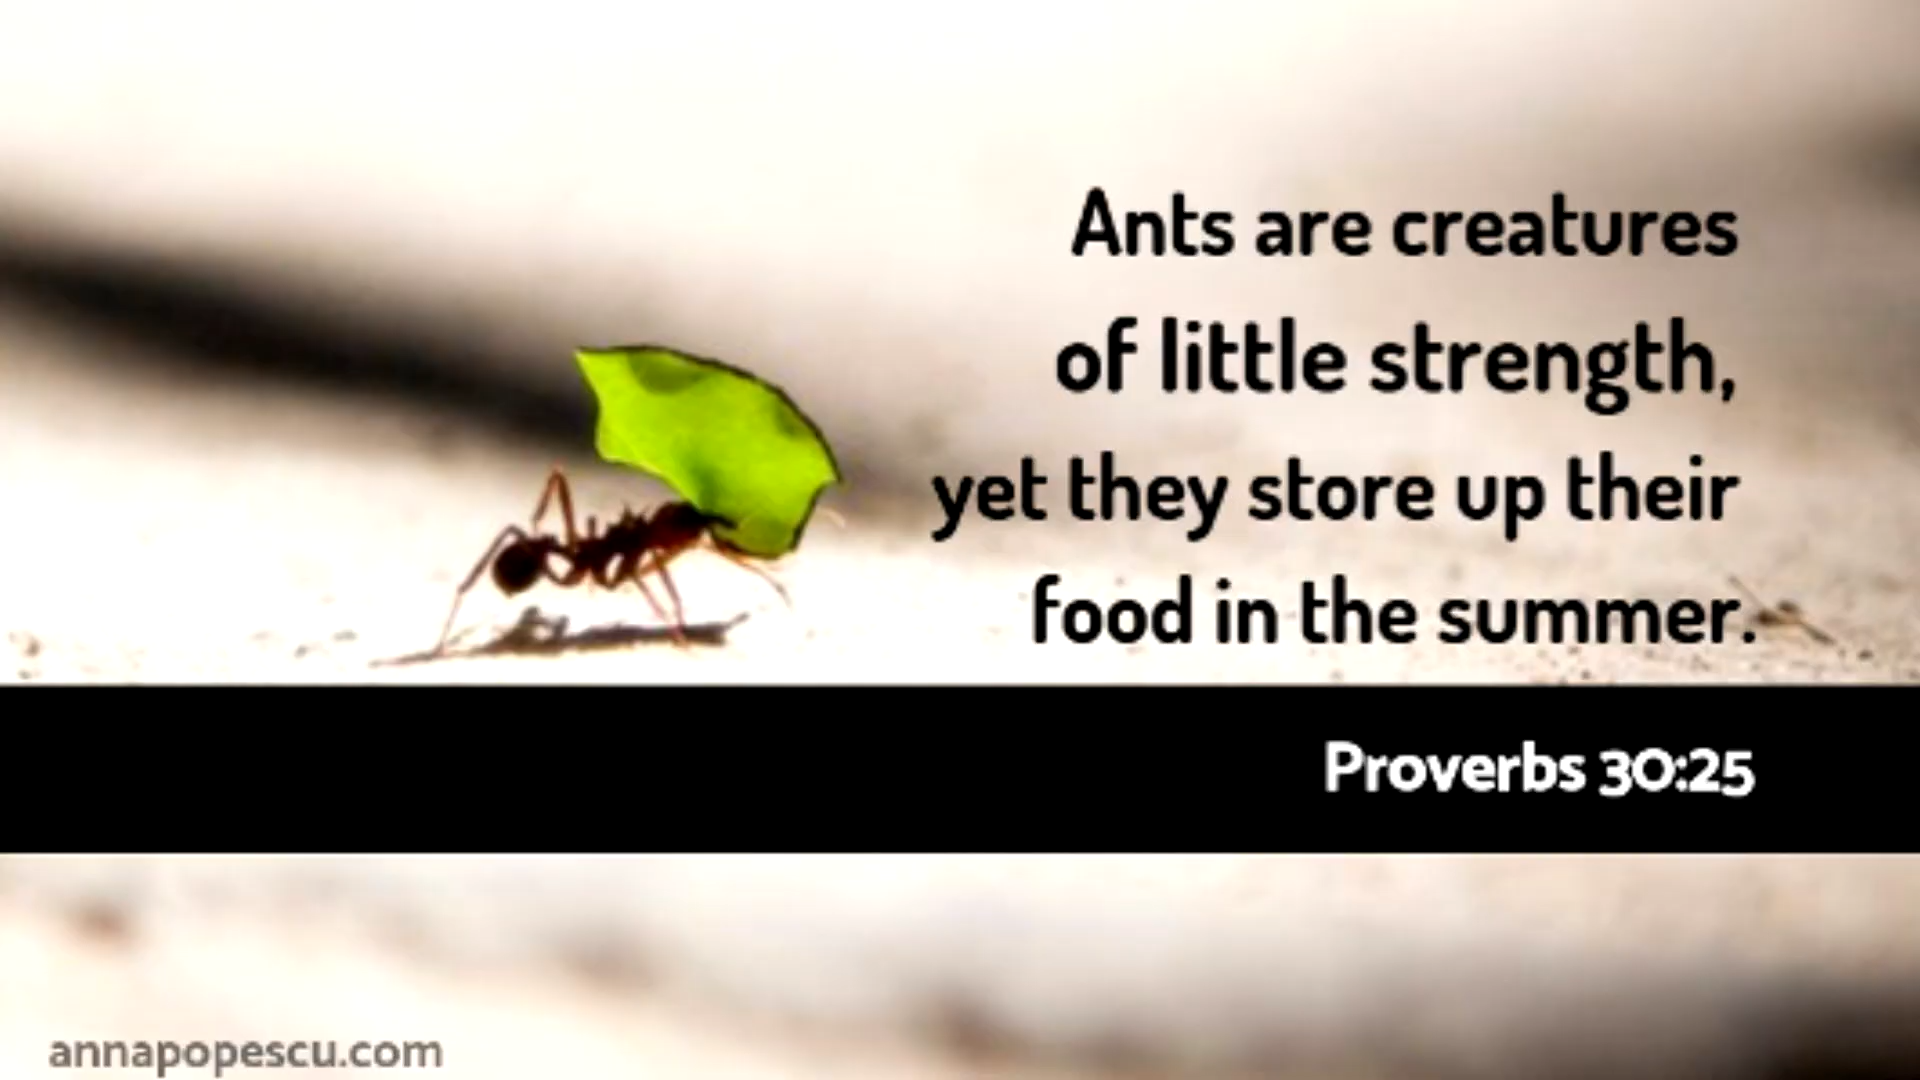 Ants are creatures
of little strength,
yet they store up their
food in the summer.
Proverbs 30:25
annapopescu.com